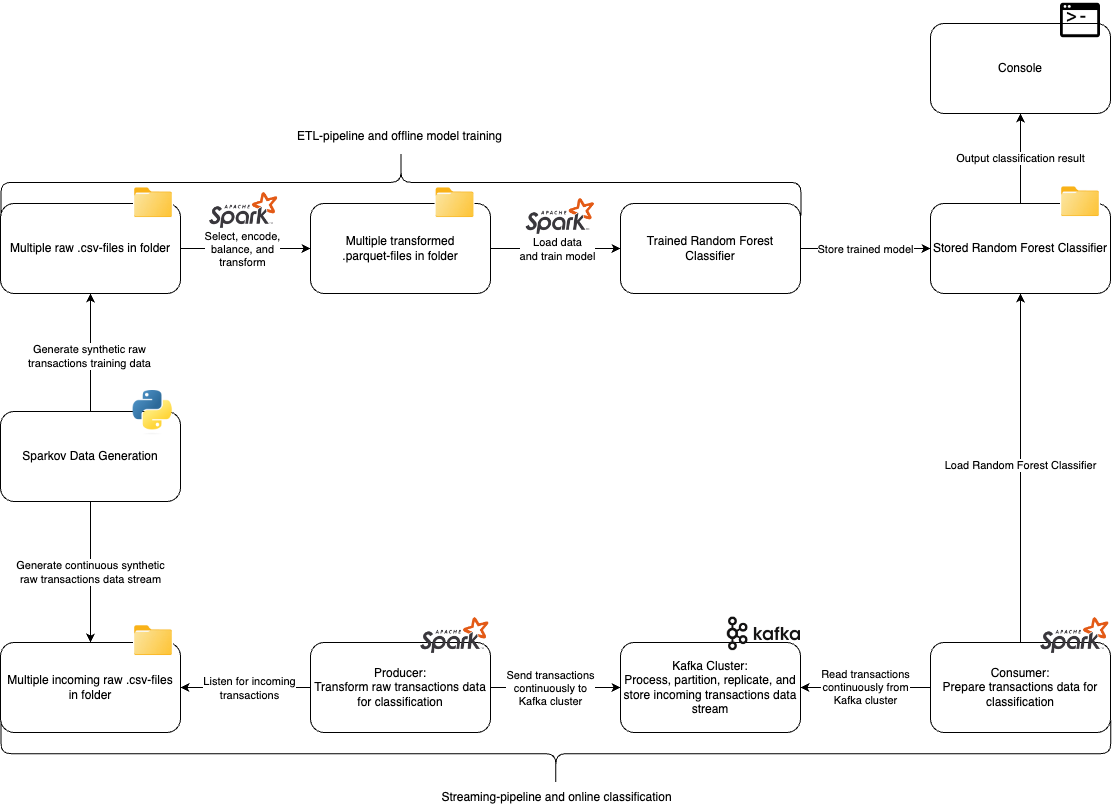 >-
Console
Output classification result
ETL-pipeline and offline model training
Multiple raw .csv-files in folder
APACHE
Spark
Select, encode,
balance, and
transform
Multiple transformed
.parquet-files in folder
APACHE
Spark
Load data
and train model
Trained Random Forest
Classifier
Store trained model
Stored Random Forest Classifier
Generate synthetic raw
transactions training data
Sparkov Data Generation
Load Random Forest Classifier
Generate continuous synthetic
raw transactions data stream
Multiple incoming raw .csv-files
in folder
Listen for incoming
transactions
APACHE
Spark
Producer:
Transform raw transactions data
for classification
Send transactions
continuously to
Kafka cluster
kafka
Kafka Cluster:
Process, partition, replicate, and
store incoming transactions data
stream
Read transactions
continuously from
Kafka cluster
APACHE
Spark
Consumer:
Prepare transactions data for
classification
Streaming-pipeline and online classification